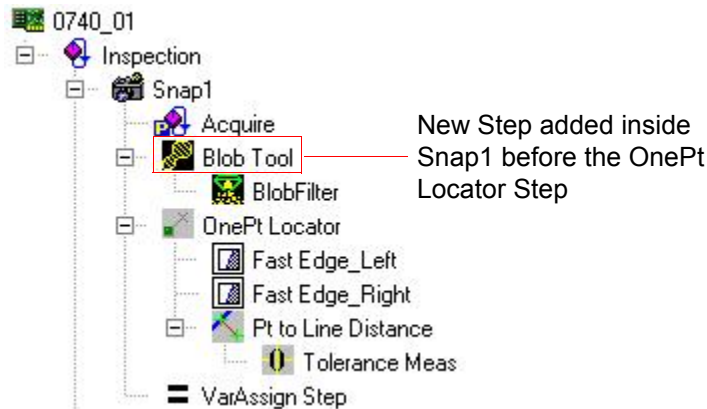 0740_01
Inspection
Snap1
Acquire
Blob Tool
BlobFilter
OnePt Locator
Fast Edge_Left
Fast Edge_Right
Pt to Line Distance
Tolerance Meas
VarAssign Step
New Step added inside
Snap1 before the OnePt
Locator Step